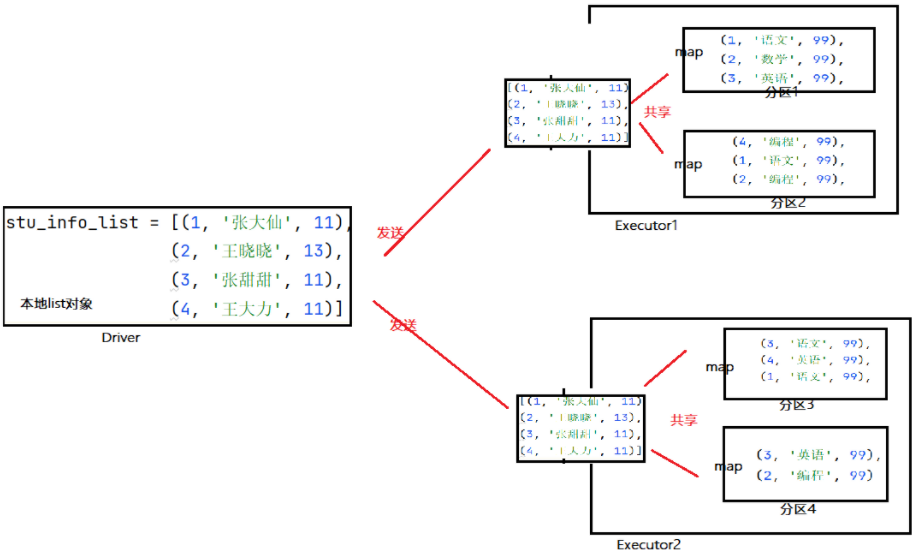 stu_info_list = [(1, '张大仙', 11),
(2, '王晓晓', 13),
(3, '张甜甜', 11),
(4, '王大力', 11)]
本地list对象
Driver
发送
发送
[(1, '张大仙', 11)
(2, '王晓晓', 13),
(3, '张甜甜', 11),
(4, '王大力', 11)]
共享
map
(1, '语文', 99),
(2, '数学', 99),
(3, '英语', 99),
分区1
map
(4, '编程', 99),
(1, '语文', 99),
(2, '编程', 99),
分区2
Executor1
[(1, '张大仙', 11)
(2, '王晓晓', 13),
(3, '张甜甜', 11),
(4, '王大力', 11)]
共享
map
(3, '语文', 99),
(4, '英语', 99),
(1, '语文', 99),
分区3
map
(3, '英语', 99),
(2, '编程', 99)
分区4
Executor2